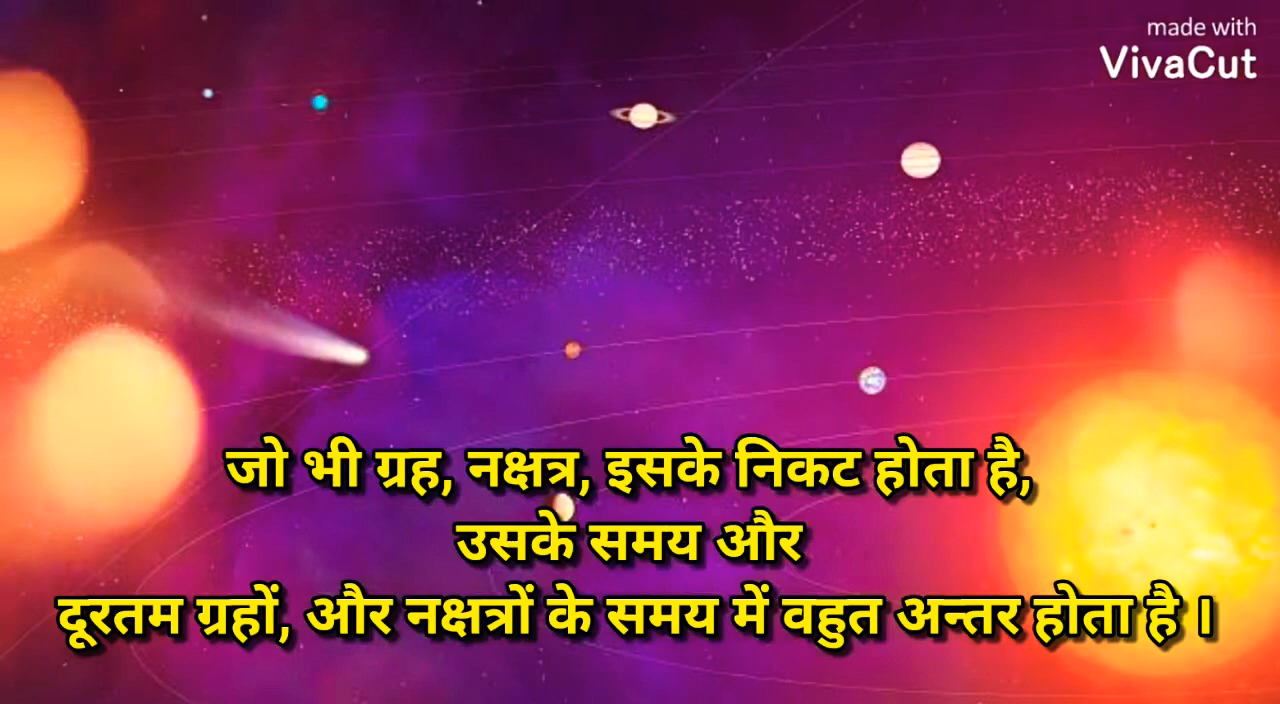 made with
VivaCut
जो भी ग्रह, नक्षत्र, इसके निकट होता है,
उसके समय और
दूरतम ग्रहों, और नक्षत्रों के समय में वहुत अन्तर होता है ।